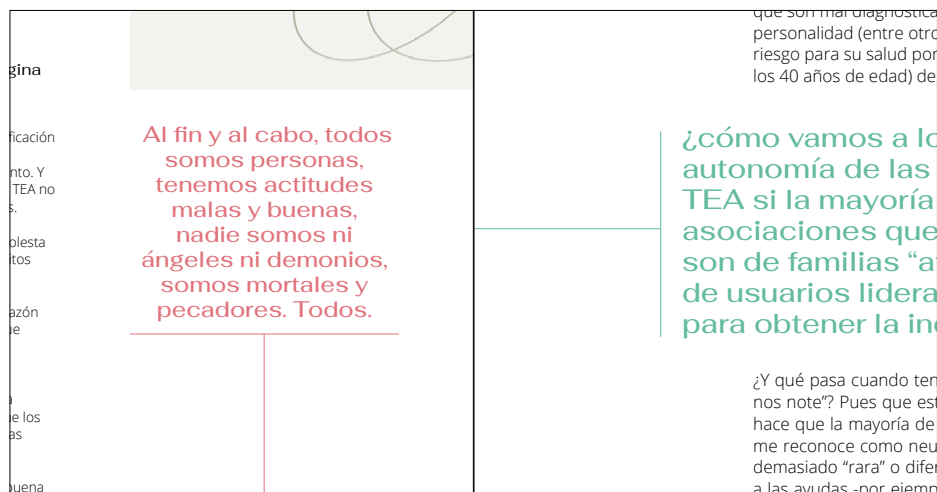 gina
ficación
nto. Y
TEA no
s.
olesta
itos
azón
ue
a
ue los
as
buena
Al fin y al cabo, todos
somos personas,
tenemos actitudes
malas y buenas,
nadie somos ni
ángeles ni demonios,
somos mortales y
pecadores. Todos.
que son mal diagnostica
personalidad (entre otro
riesgo para su salud por
los 40 años de edad) de
¿cómo vamos a lo
autonomía de las
TEA si la mayoría
asociaciones que
son de familias “a
de usuarios lidera
para obtener la in
¿Y qué pasa cuando ten
nos note”? Pues que est
hace que la mayoría de
me reconoce como neu
demasiado “rara” o difer
a las ayudas -por ejemp